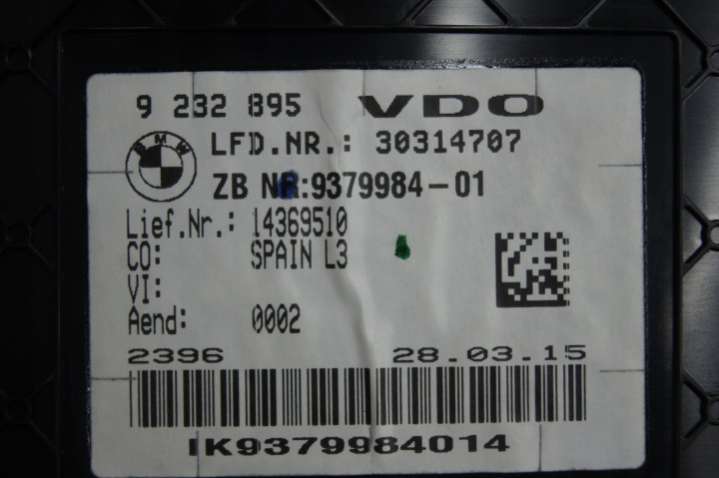 9 232 895 VDO
BMW
LFD.NR.: 30314707
ZB NR:9379984-01
Lief.Nr.: 14369510
CO: SPAIN L3
VI:
Aend: 0002
2396 28.03.15
IK9379984014